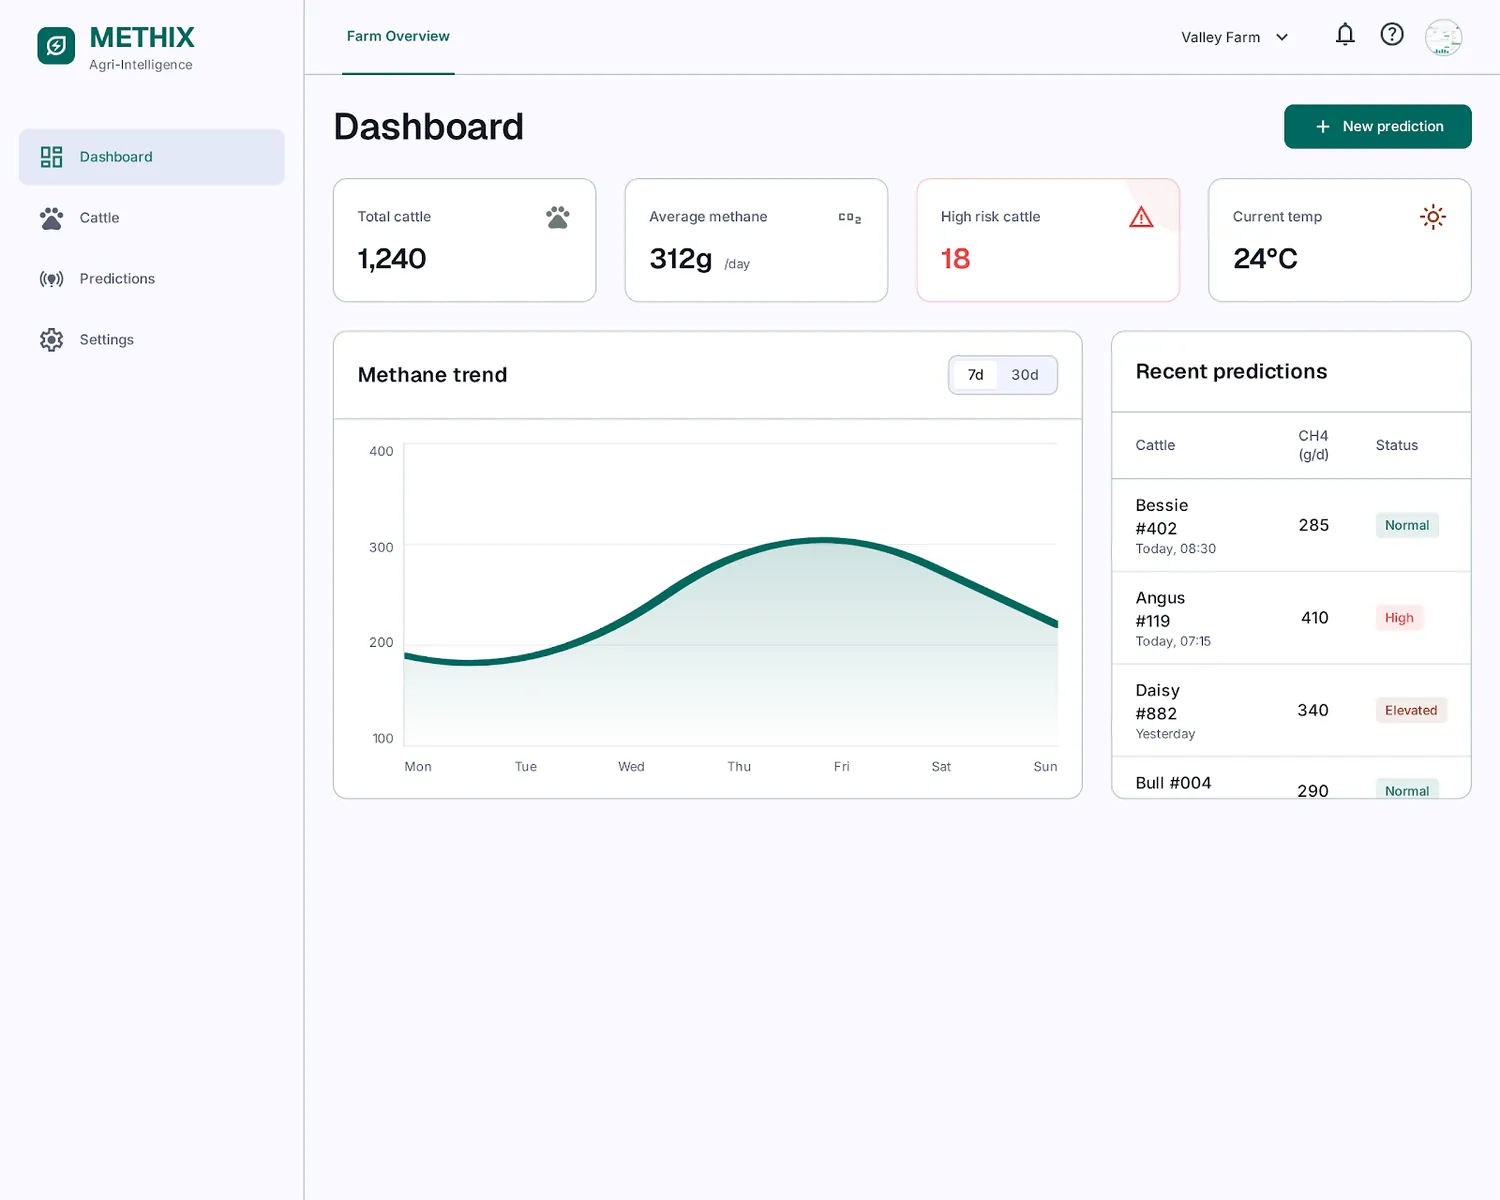 METHIX
Agri-Intelligence
Farm Overview
Valley Farm
Dashboard
Cattle
Predictions
Settings
Dashboard
+ New prediction
Total cattle
1,240
Average methane
CO2
312g /day
High risk cattle
18
Current temp
24°C
Methane trend
7d 30d
400
300
200
100
Mon Tue Wed Thu Fri Sat Sun
Recent predictions
Cattle CH4 (g/d) Status
Bessie
#402
Today, 08:30
285
Normal
Angus
#119
Today, 07:15
410
High
Daisy
#882
Yesterday
340
Elevated
Bull #004
290
Normal